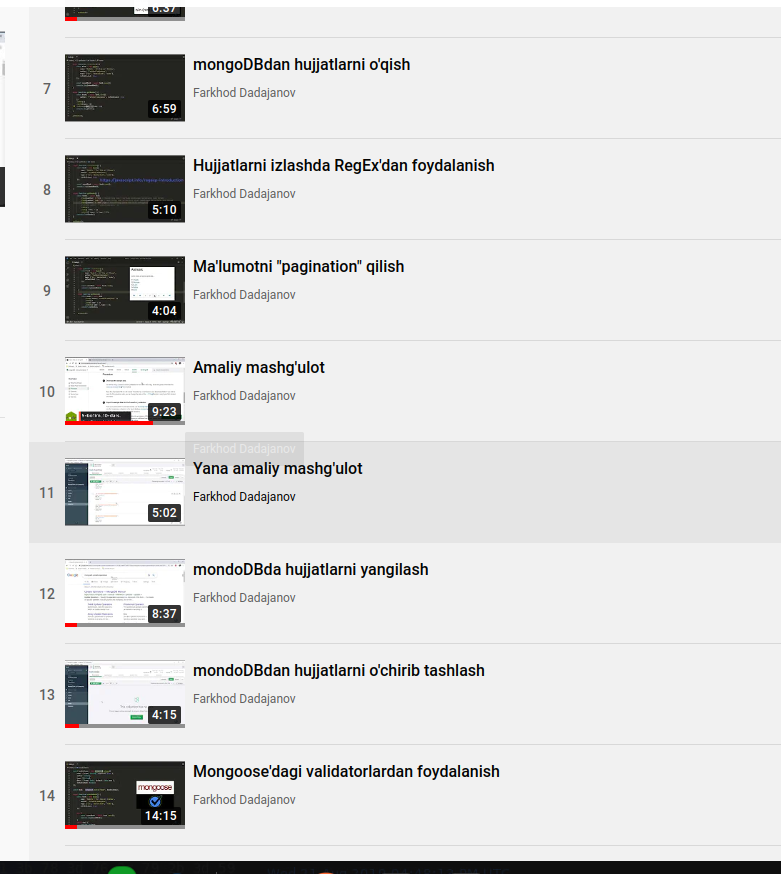 6:37
7
6:59
mongoDBdan hujjatlarni o'qish
Farkhod Dadajanov
8
5:10
Hujjatlarni izlashda RegEx'dan foydalanish
Farkhod Dadajanov
9
4:04
Ma'lumotni "pagination" qilish
Farkhod Dadajanov
10
9:23
Amaliy mashg'ulot
Farkhod Dadajanov
Farkhod Dadajanov
11
5:02
Yana amaliy mashg'ulot
Farkhod Dadajanov
12
Google
8:37
mondoDBda hujjatlarni yangilash
Farkhod Dadajanov
13
4:15
mondoDBdan hujjatlarni o'chirib tashlash
Farkhod Dadajanov
14
mongoose
14:15
Mongoose'dagi validatorlardan foydalanish
Farkhod Dadajanov